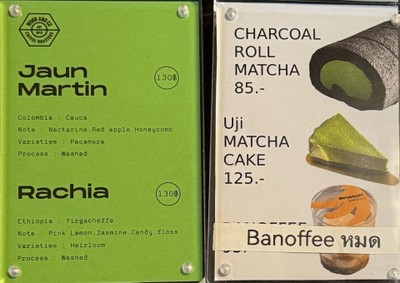 Jaun
Martin
130฿
Colombia : Cauca
Note : Nectarine.Red apple.Honeycomb
Varieties : Pacamara
Process : Washed
Rachia
130฿
Ethiopia : Yirgacheffe
Note : Pink Lemon.Jasmine.Candy floss
Varieties : Heirloom
Process : Washed
CHARCOAL
ROLL
MATCHA
85.-
Uji
MATCHA
CAKE
125.-
BANOFFEE
Banoffee หมด